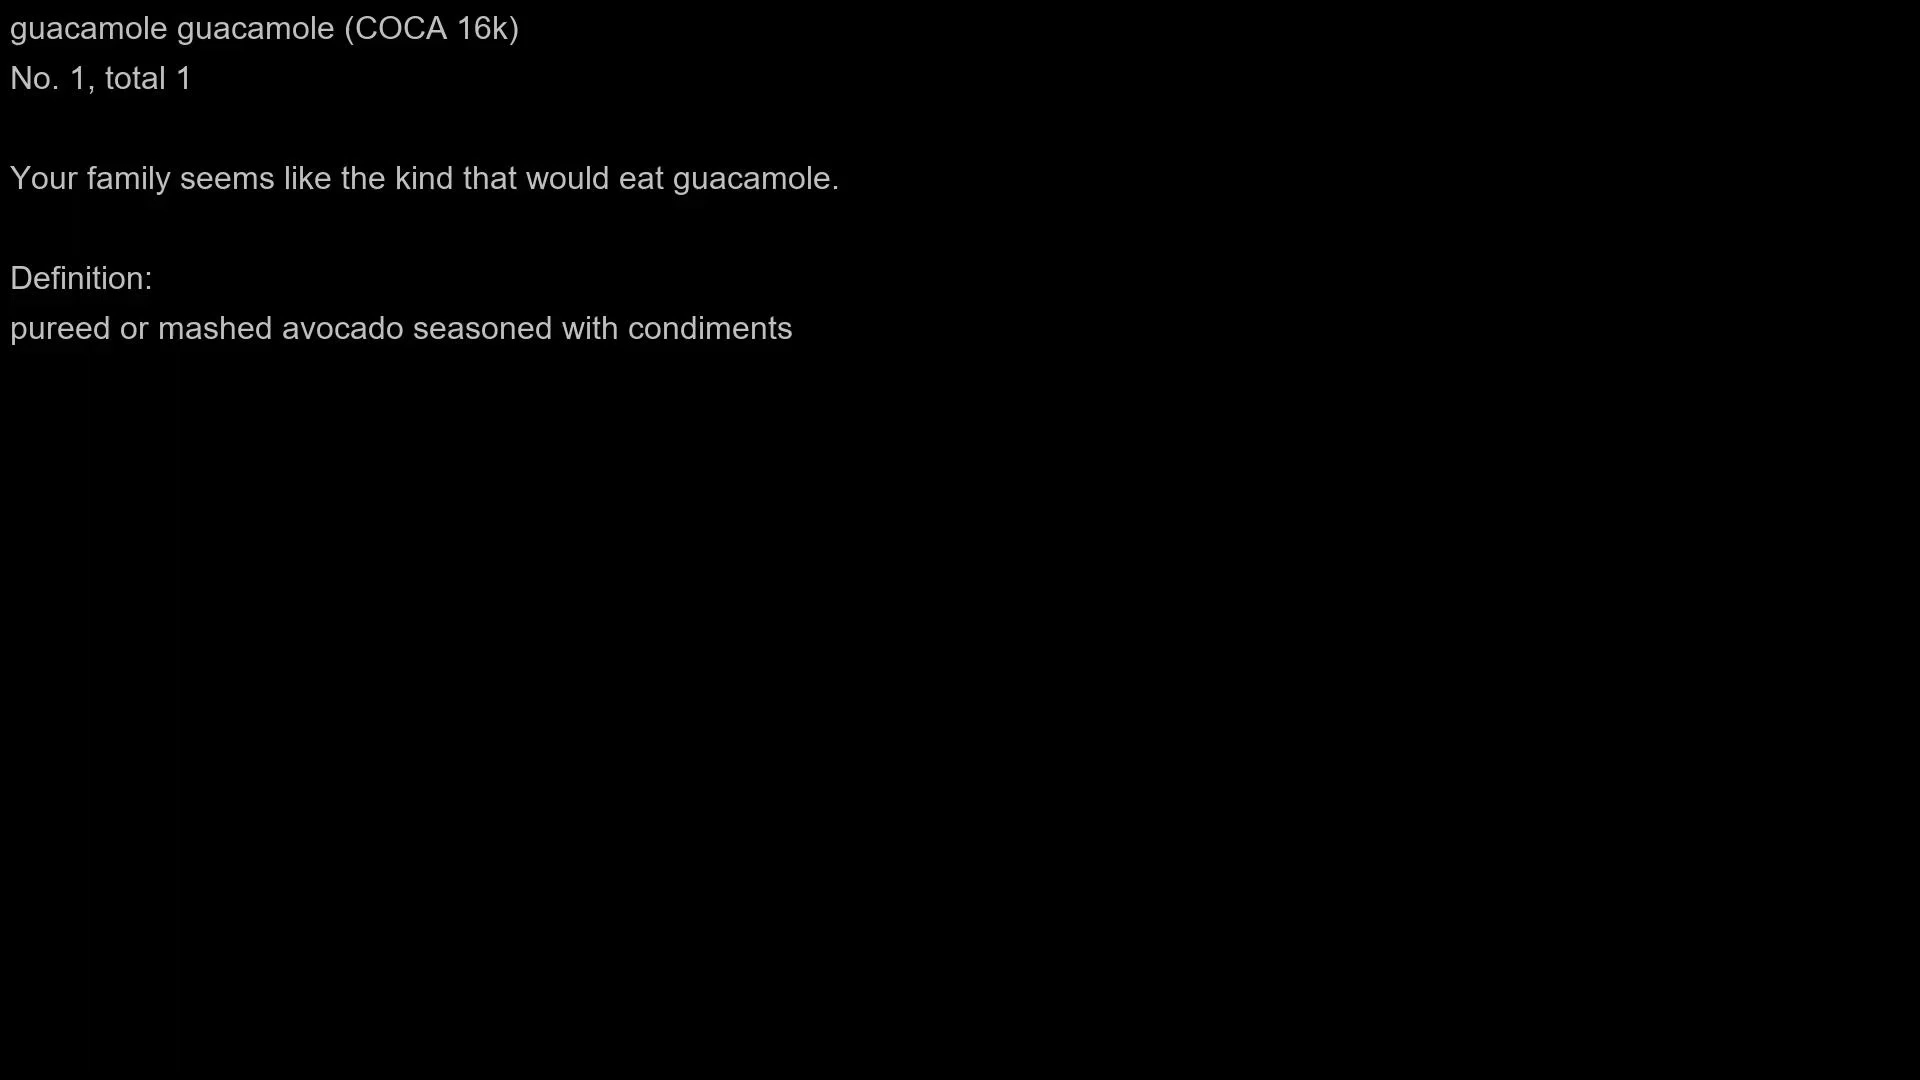 guacamole guacamole (COCA 16k)
No. 1, total 1
Your family seems like the kind that would eat guacamole.
Definition:
pureed or mashed avocado seasoned with condiments